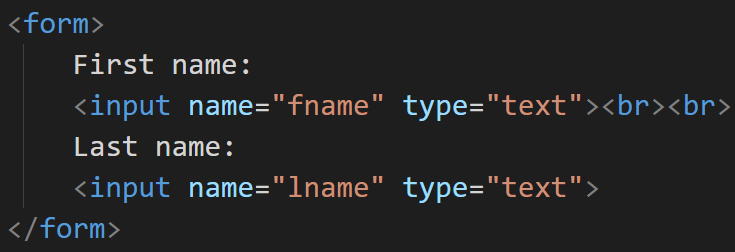 <form>
First name:
<input name="fname" type="text"><br><br>
Last name:
<input name="lname" type="text">
</form>